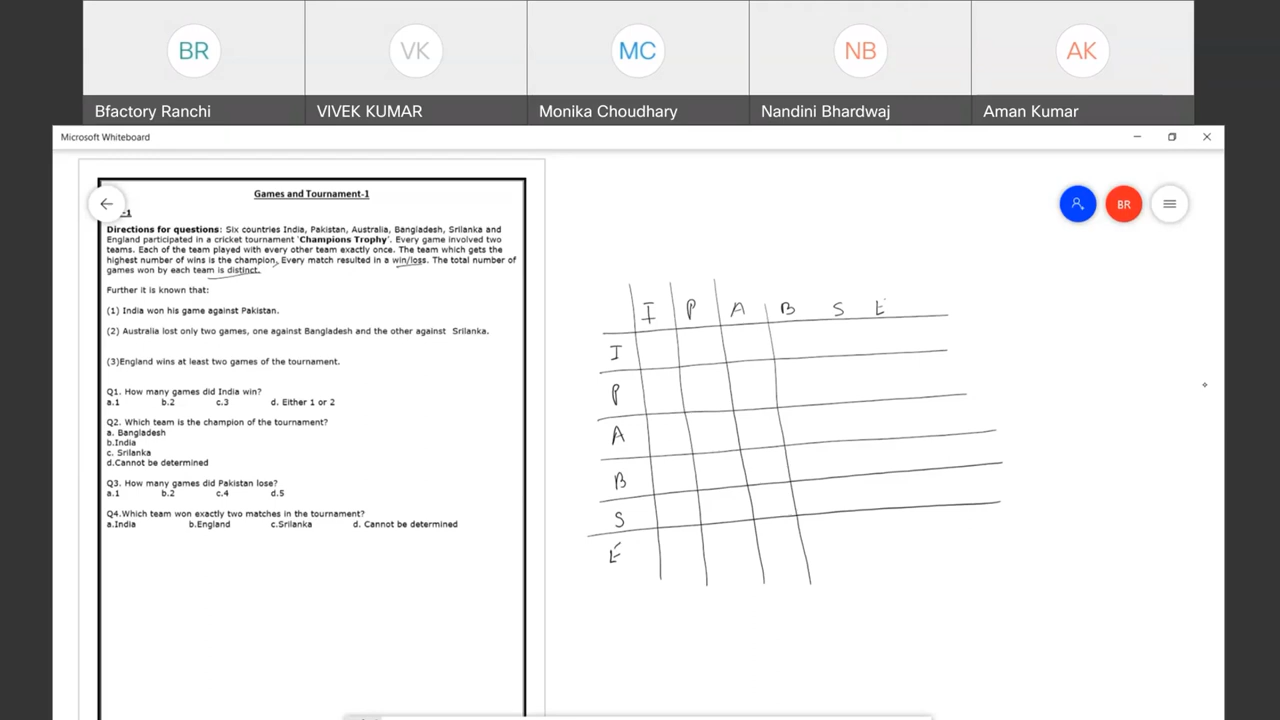 BR
VK
MC
NB
AK
Bfactory Ranchi
VIVEK KUMAR
Monika Choudhary
Nandini Bhardwaj
Aman Kumar
Microsoft Whiteboard
BR
Games and Tournament-1
-1
Directions for questions: Six countries India, Pakistan, Australia, Bangladesh, Srilanka and
England participated in a cricket tournament 'Champions Trophy'. Every game involved two
teams. Each of the team played with every other team exactly once. The team which gets the
highest number of wins is the champion. Every match resulted in a win/loss. The total number of
games won by each team is distinct.
Further it is known that:
(1) India won his game against Pakistan.
(2) Australia lost only two games, one against Bangladesh and the other against Srilanka.
(3)England wins at least two games of the tournament.
Q1. How many games did India win?
a.1 b.2 c.3 d. Either 1 or 2
Q2. Which team is the champion of the tournament?
a. Bangladesh
b.India
c. Srilanka
d.Cannot be determined
Q3. How many games did Pakistan lose?
a.1 b.2 c.4 d.5
Q4.Which team won exactly two matches in the tournament?
a.India b.England c.Srilanka d. Cannot be determined
I P A B S E
I
P
A
B
S
E